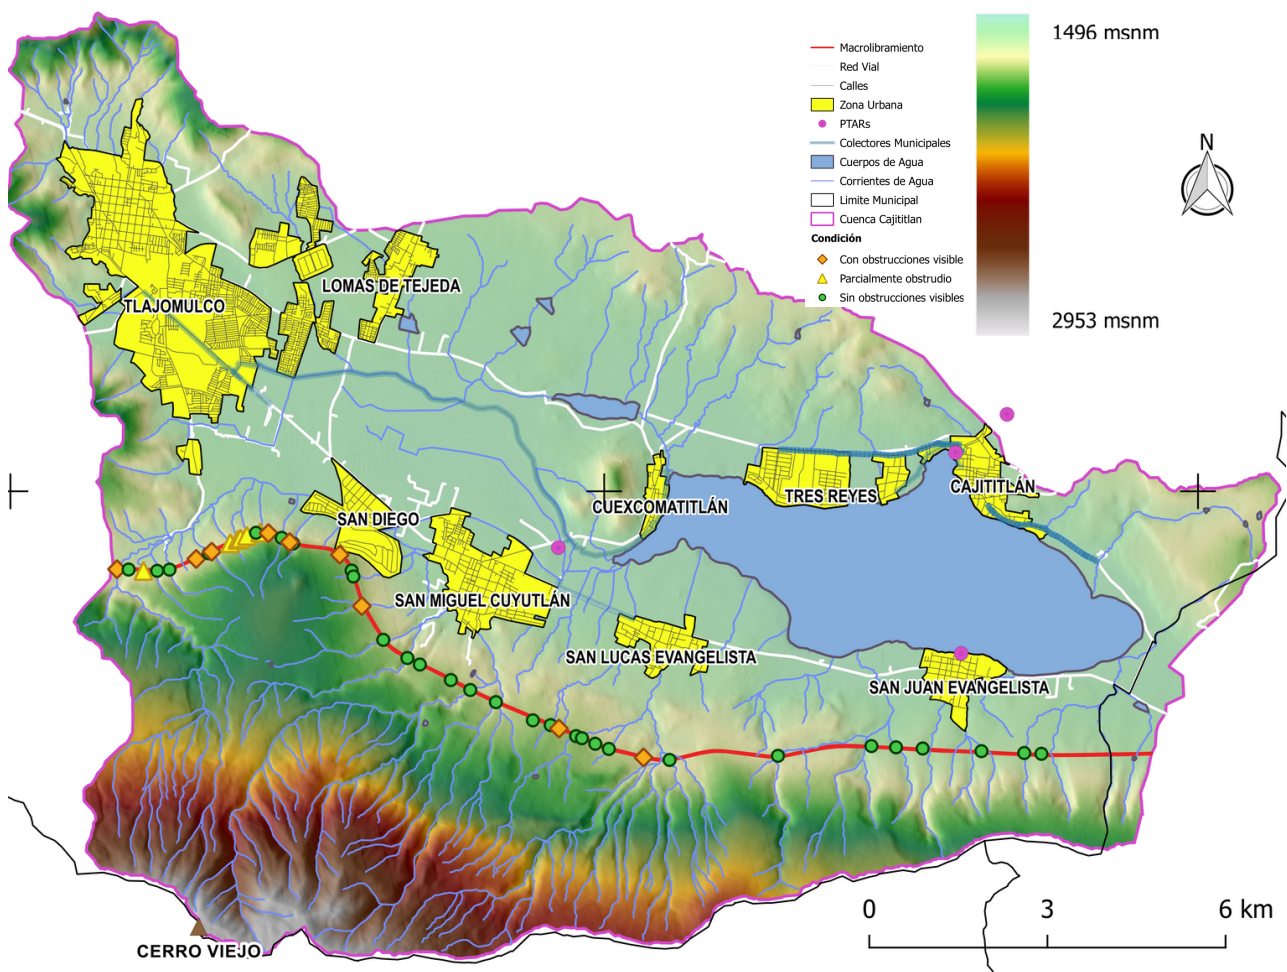 1496 msnm
2953 msnm
Macrolibramiento
Red Vial
Calles
Zona Urbana
PTARs
Colectores Municipales
Cuerpos de Agua
Corrientes de Agua
Limite Municipal
Cuenca Cajititlan
Condición
Con obstrucciones visible
Parcialmente obstrudio
Sin obstrucciones visibles
N
LOMAS DE TEJEDA
TLAJOMULCO
CAJITITLÁN
TRES REYES
CUEXCOMATITLÁN
SAN DIEGO
SAN MIGUEL CUYUTLÁN
SAN LUCAS EVANGELISTA
SAN JUAN EVANGELISTA
0 3 6 km
CERRO VIEJO